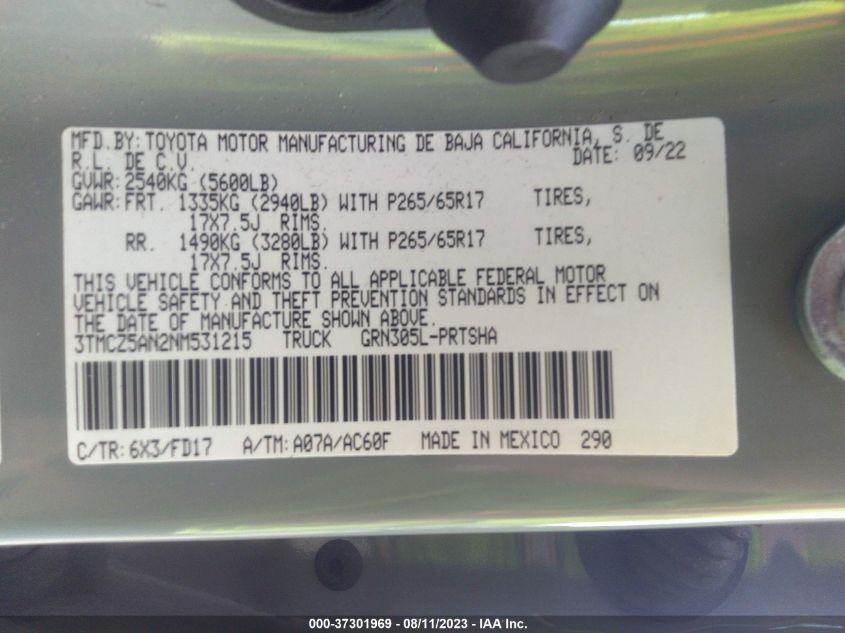 MFD.BY: TOYOTA MOTOR MANUFACTURING DE BAJA CALIFORNIA, S. DE
R.L. DE C.V. DATE: 09/22
GVWR: 2540KG (5600LB)
GAWR: FRT. 1335KG (2940LB) WITH P265/65R17 TIRES,
17X7.5J RIMS.
RR. 1490KG (3280LB) WITH P265/65R17 TIRES,
17X7.5J RIMS.
THIS VEHICLE CONFORMS TO ALL APPLICABLE FEDERAL MOTOR
VEHICLE SAFETY AND THEFT PREVENTION STANDARDS IN EFFECT ON
THE DATE OF MANUFACTURE SHOWN ABOVE.
3TMCZ5AN2NM531215 TRUCK GRN305L-PRTSHA
C/TR: 6X3/FD17 A/TM: A07A/AC60F MADE IN MEXICO 290
000-37301969 - 08/11/2023 - IAA Inc.